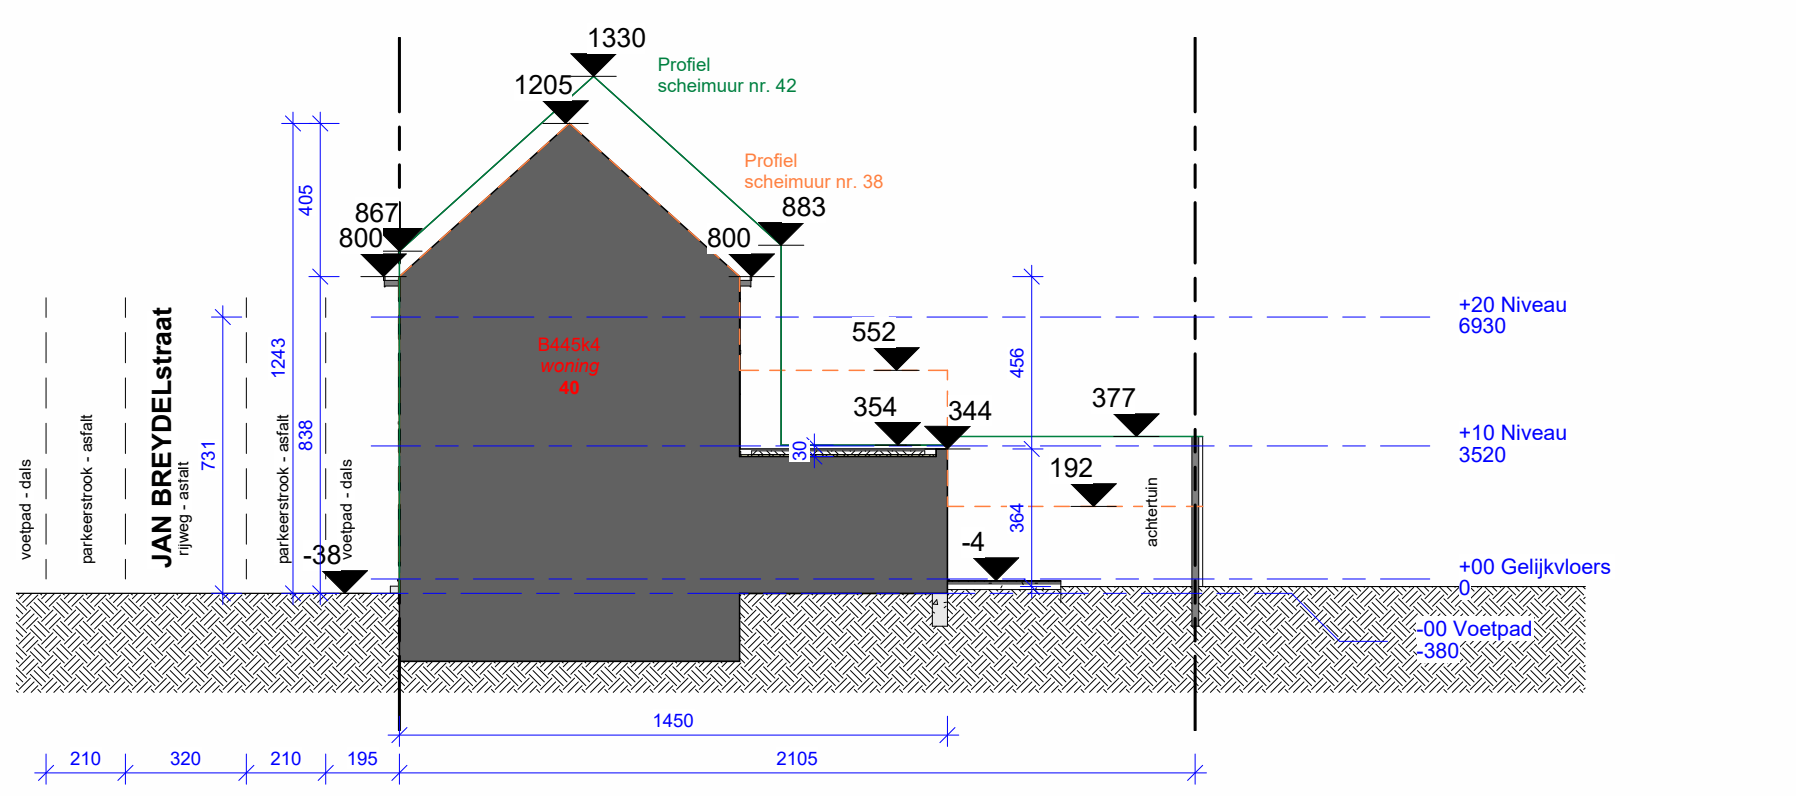 1330
Profiel
scheimuur nr. 42
1205
Profiel
scheimuur nr. 38
405
867
883
800
800
+20 Niveau
6930
552
JAN BREYDELstraat
B445k4
woning
40
1243
456
354
344
377
+10 Niveau
3520
731
838
30
192
voetpad - dals
parkeerstrook - asfalt
rijweg - asfalt
parkeerstrook - asfalt
voetpad - dals
364
achtertuin
-38
-4
+00 Gelijkvloers
0
-00 Voetpad
-380
1450
210
320
210
195
2105